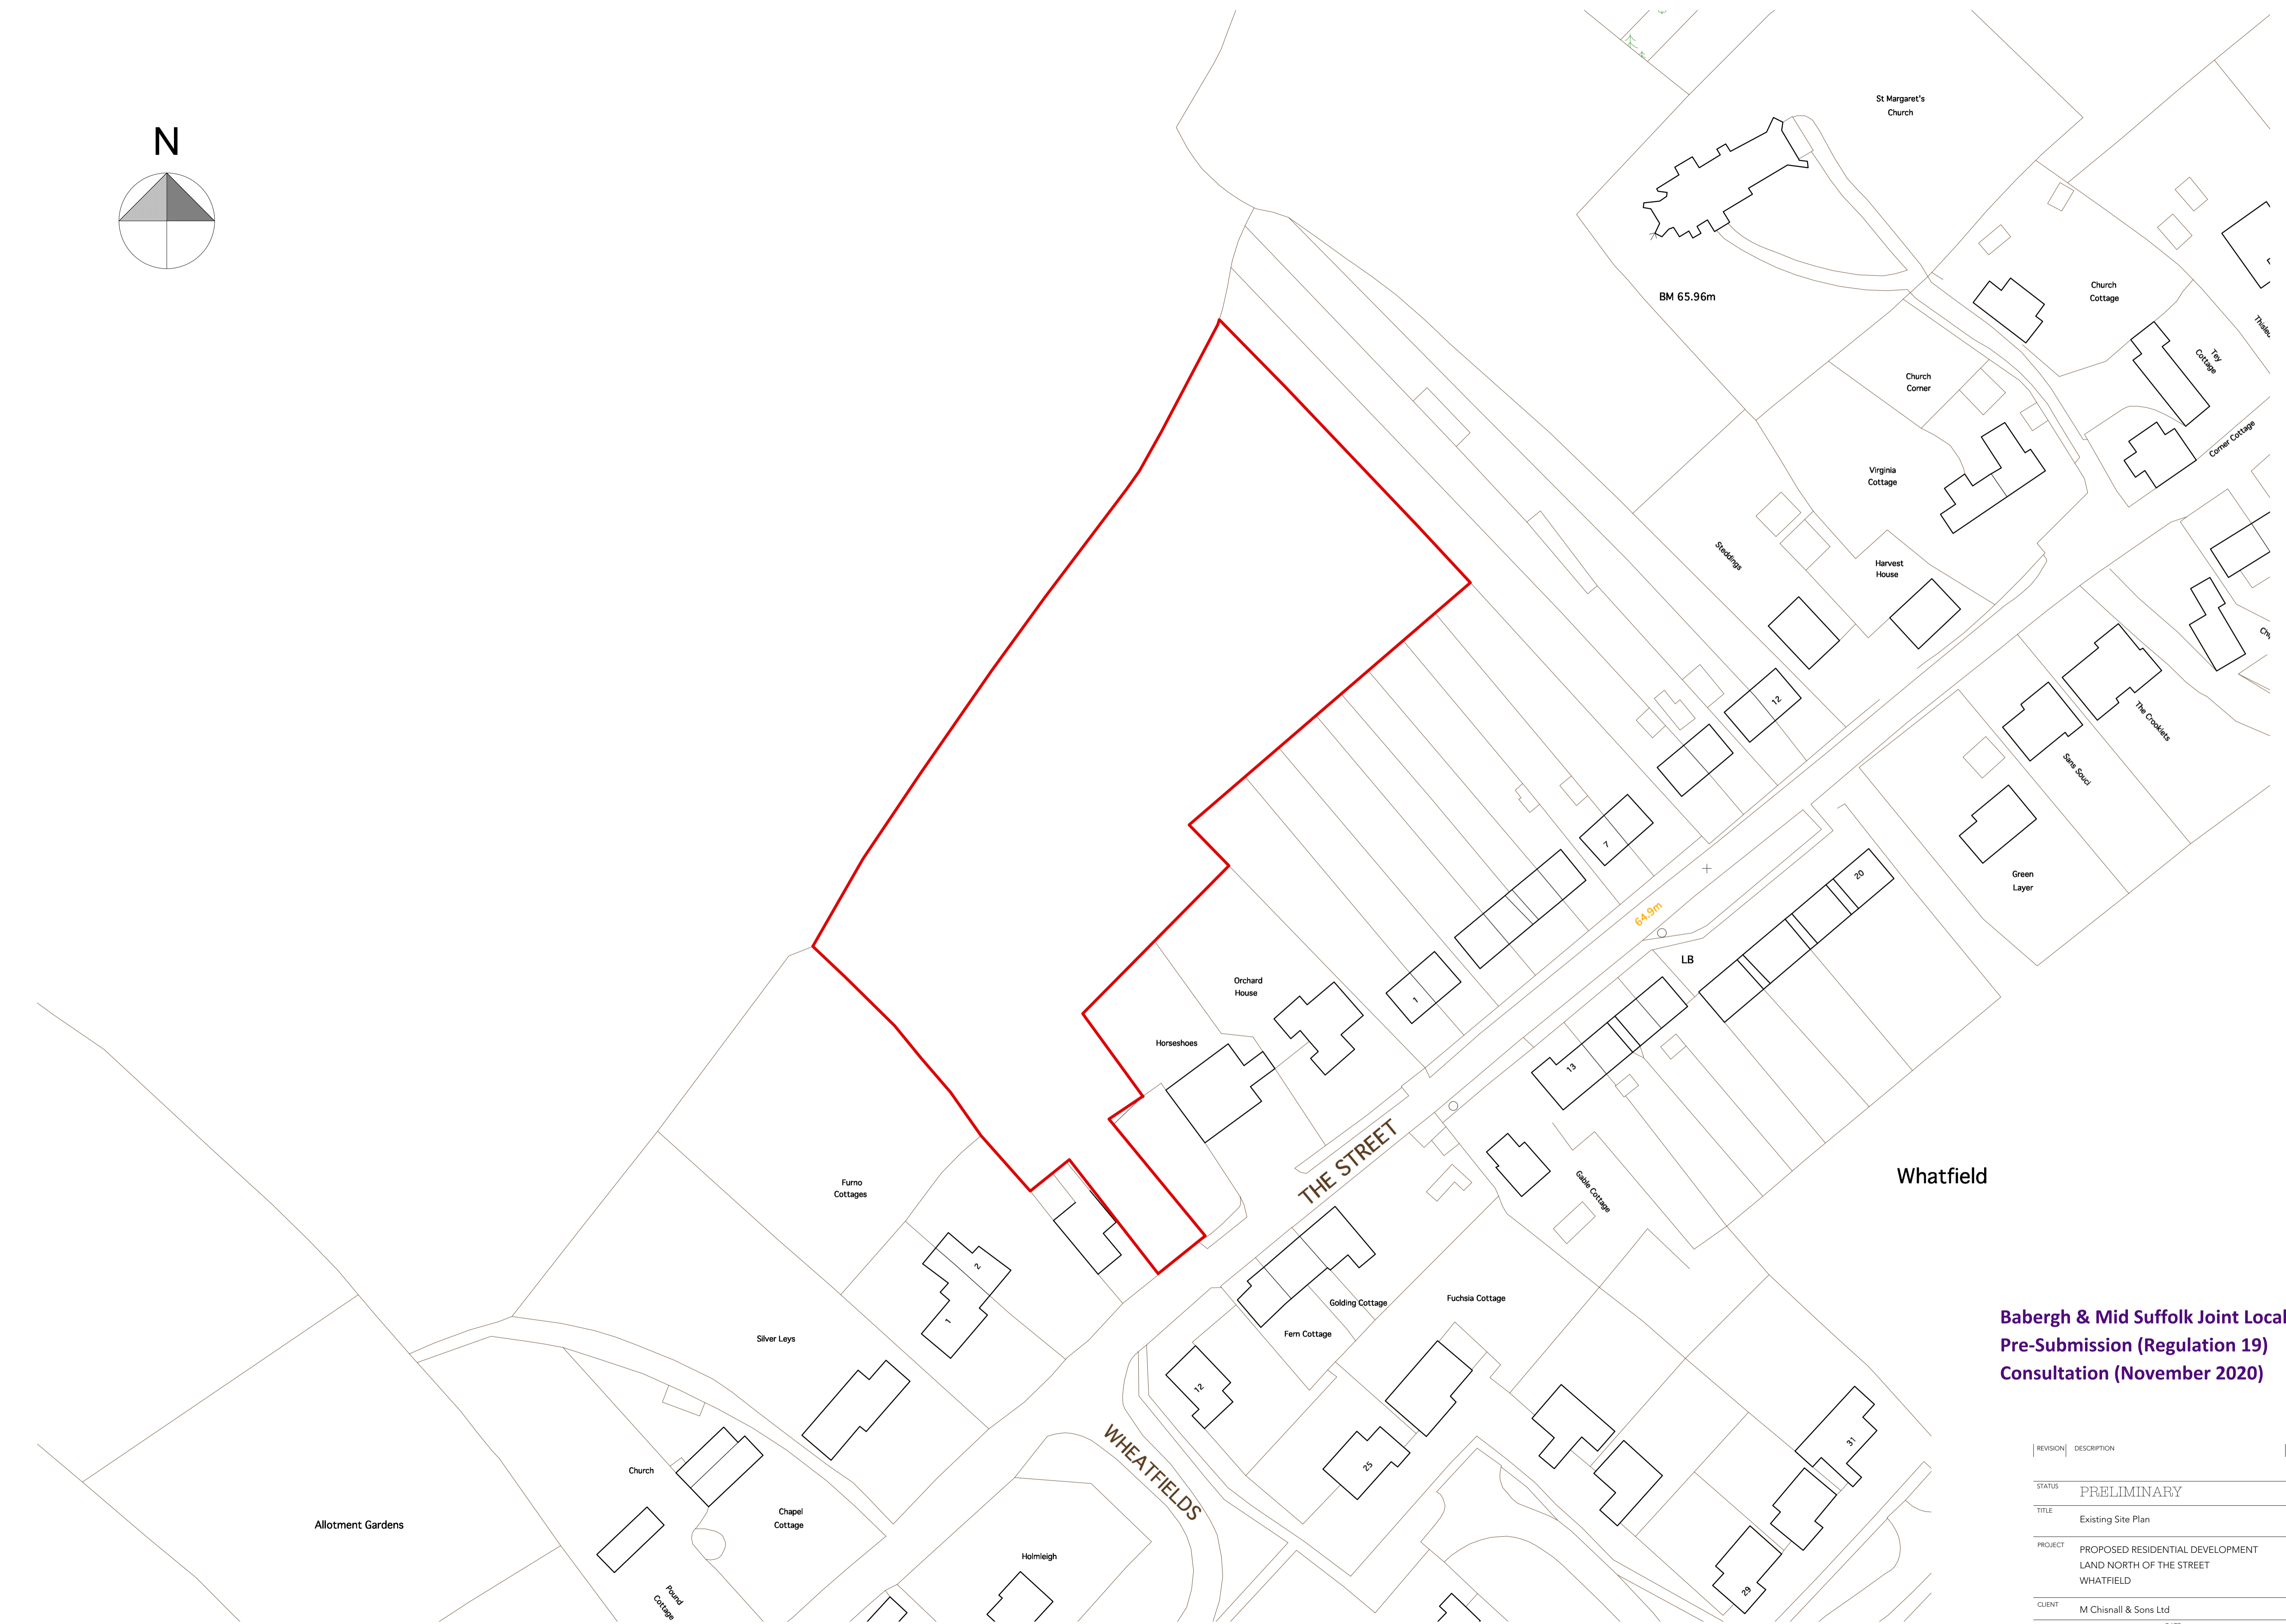 N
St Margaret's
Church
BM 65.96m
Church
Cottage
Tey
Cottage
Church
Corner
Corner Cottage
Virginia
Cottage
Steddings
Harvest
House
12
The Crooklets
Sans Souci
7
Green
Layer
20
64.9m
LB
Orchard
House
1
Horseshoes
13
THE STREET
Gable Cottage
Whatfield
Furno
Cottages
2
1
Golding Cottage
Fuchsia Cottage
Fern Cottage
Silver Leys
12
25
31
29
WHEATFIELDS
Church
Chapel
Cottage
Allotment Gardens
Holmleigh
Pound
Cottage
Babergh & Mid Suffolk Joint Local
Pre-Submission (Regulation 19)
Consultation (November 2020)
REVISION DESCRIPTION
STATUS PRELIMINARY
TITLE
Existing Site Plan
PROJECT PROPOSED RESIDENTIAL DEVELOPMENT
LAND NORTH OF THE STREET
WHATFIELD
CLIENT M Chisnall & Sons Ltd